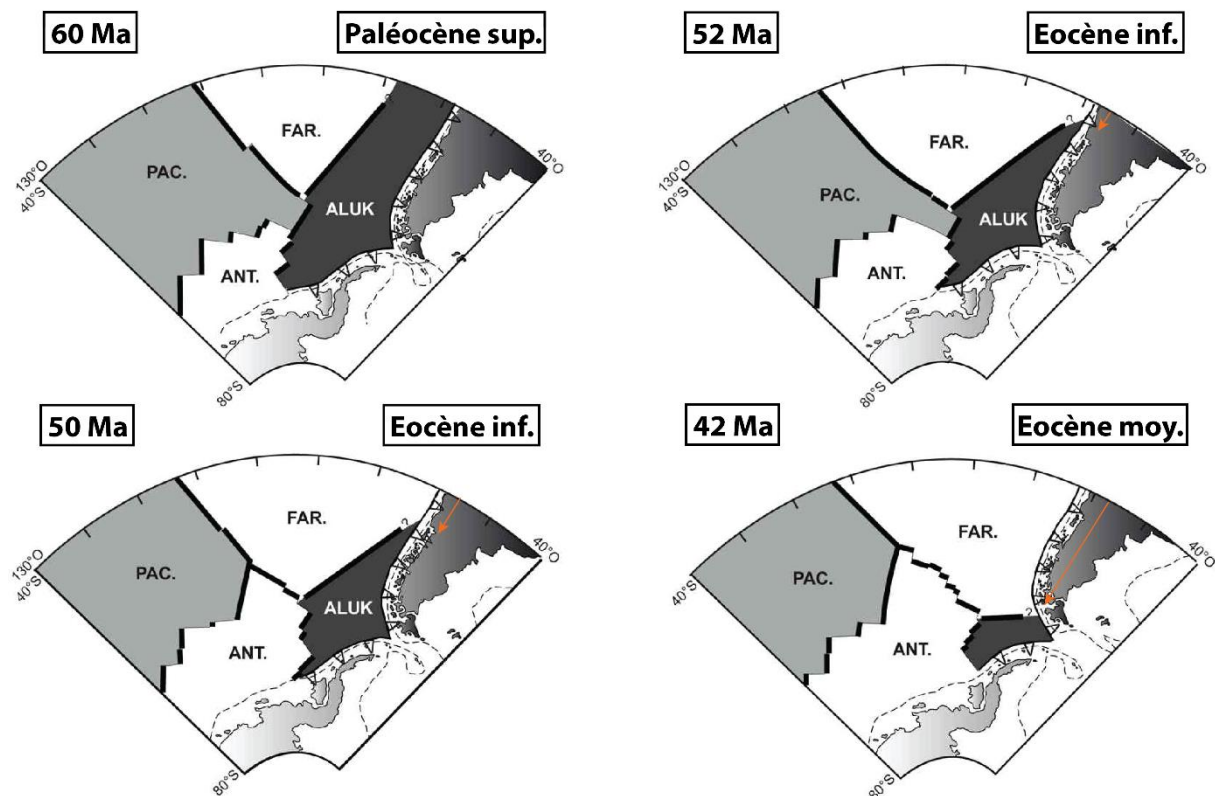 60 Ma
Paléocène sup.
130°O
40°S
PAC.
FAR.
ALUK
ANT.
80°S
40°O
?
52 Ma
Eocène inf.
130°O
40°S
PAC.
FAR.
ALUK
ANT.
80°S
40°O
?
50 Ma
Eocène inf.
130°O
40°S
PAC.
FAR.
ALUK
ANT.
80°S
40°O
?
42 Ma
Eocène moy.
40°S
PAC.
FAR.
ANT.
80°S
40°O
?